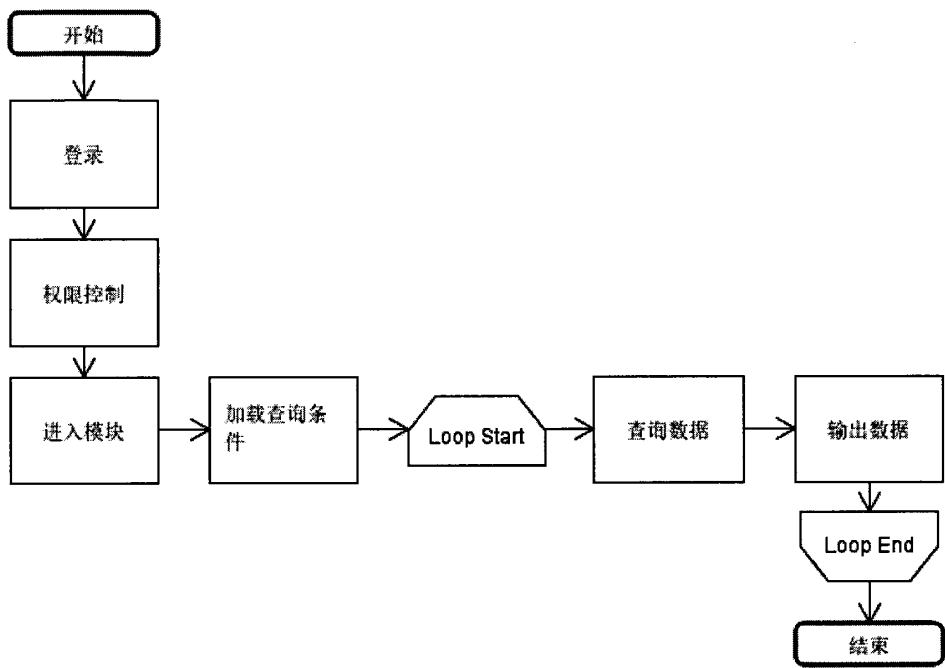 开始
登录
权限控制
进入模块
加载查询条
件
Loop Start
查询数据
输出数据
Loop End
结束